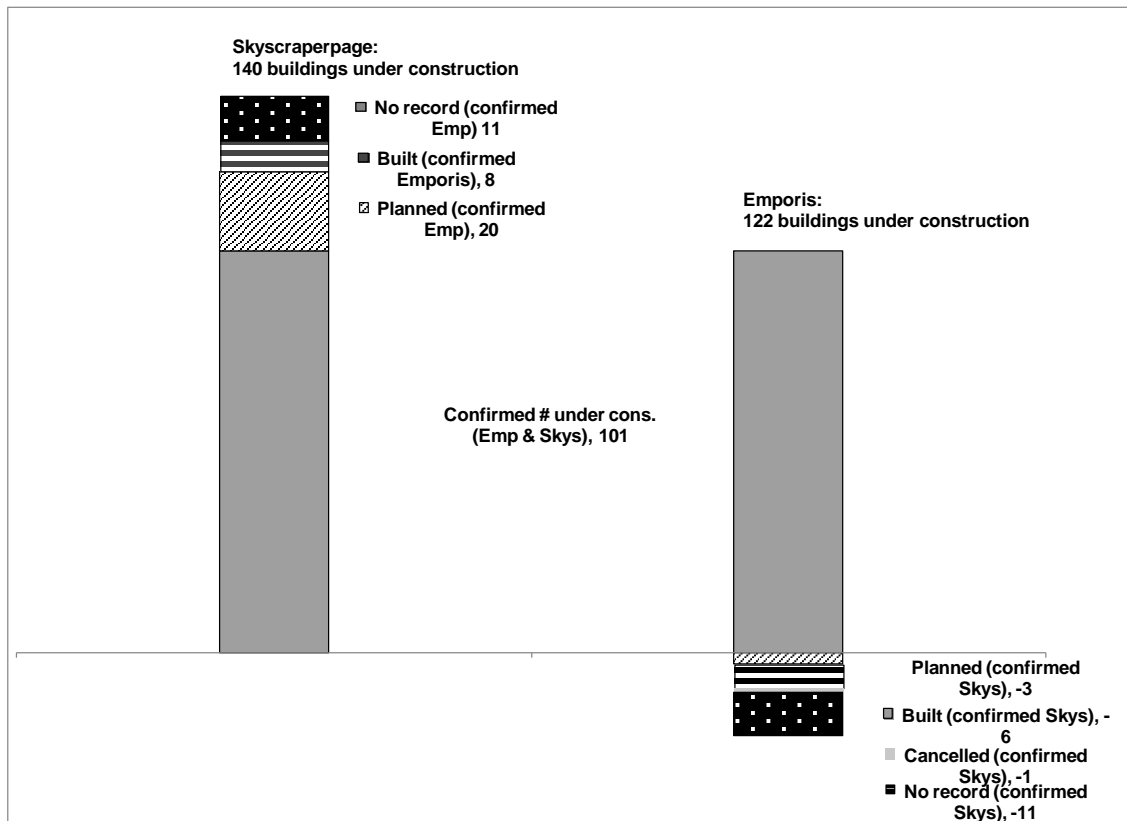 Skyscraperpage:
140 buildings under construction
No record (confirmed
Emp) 11
Built (confirmed
Emporis), 8
Planned (confirmed
Emp), 20
Emporis:
122 buildings under construction
Confirmed # under cons.
(Emp & Skys), 101
Planned (confirmed
Skys), -3
Built (confirmed Skys), -
6
Cancelled (confirmed
Skys), -1
No record (confirmed
Skys), -11